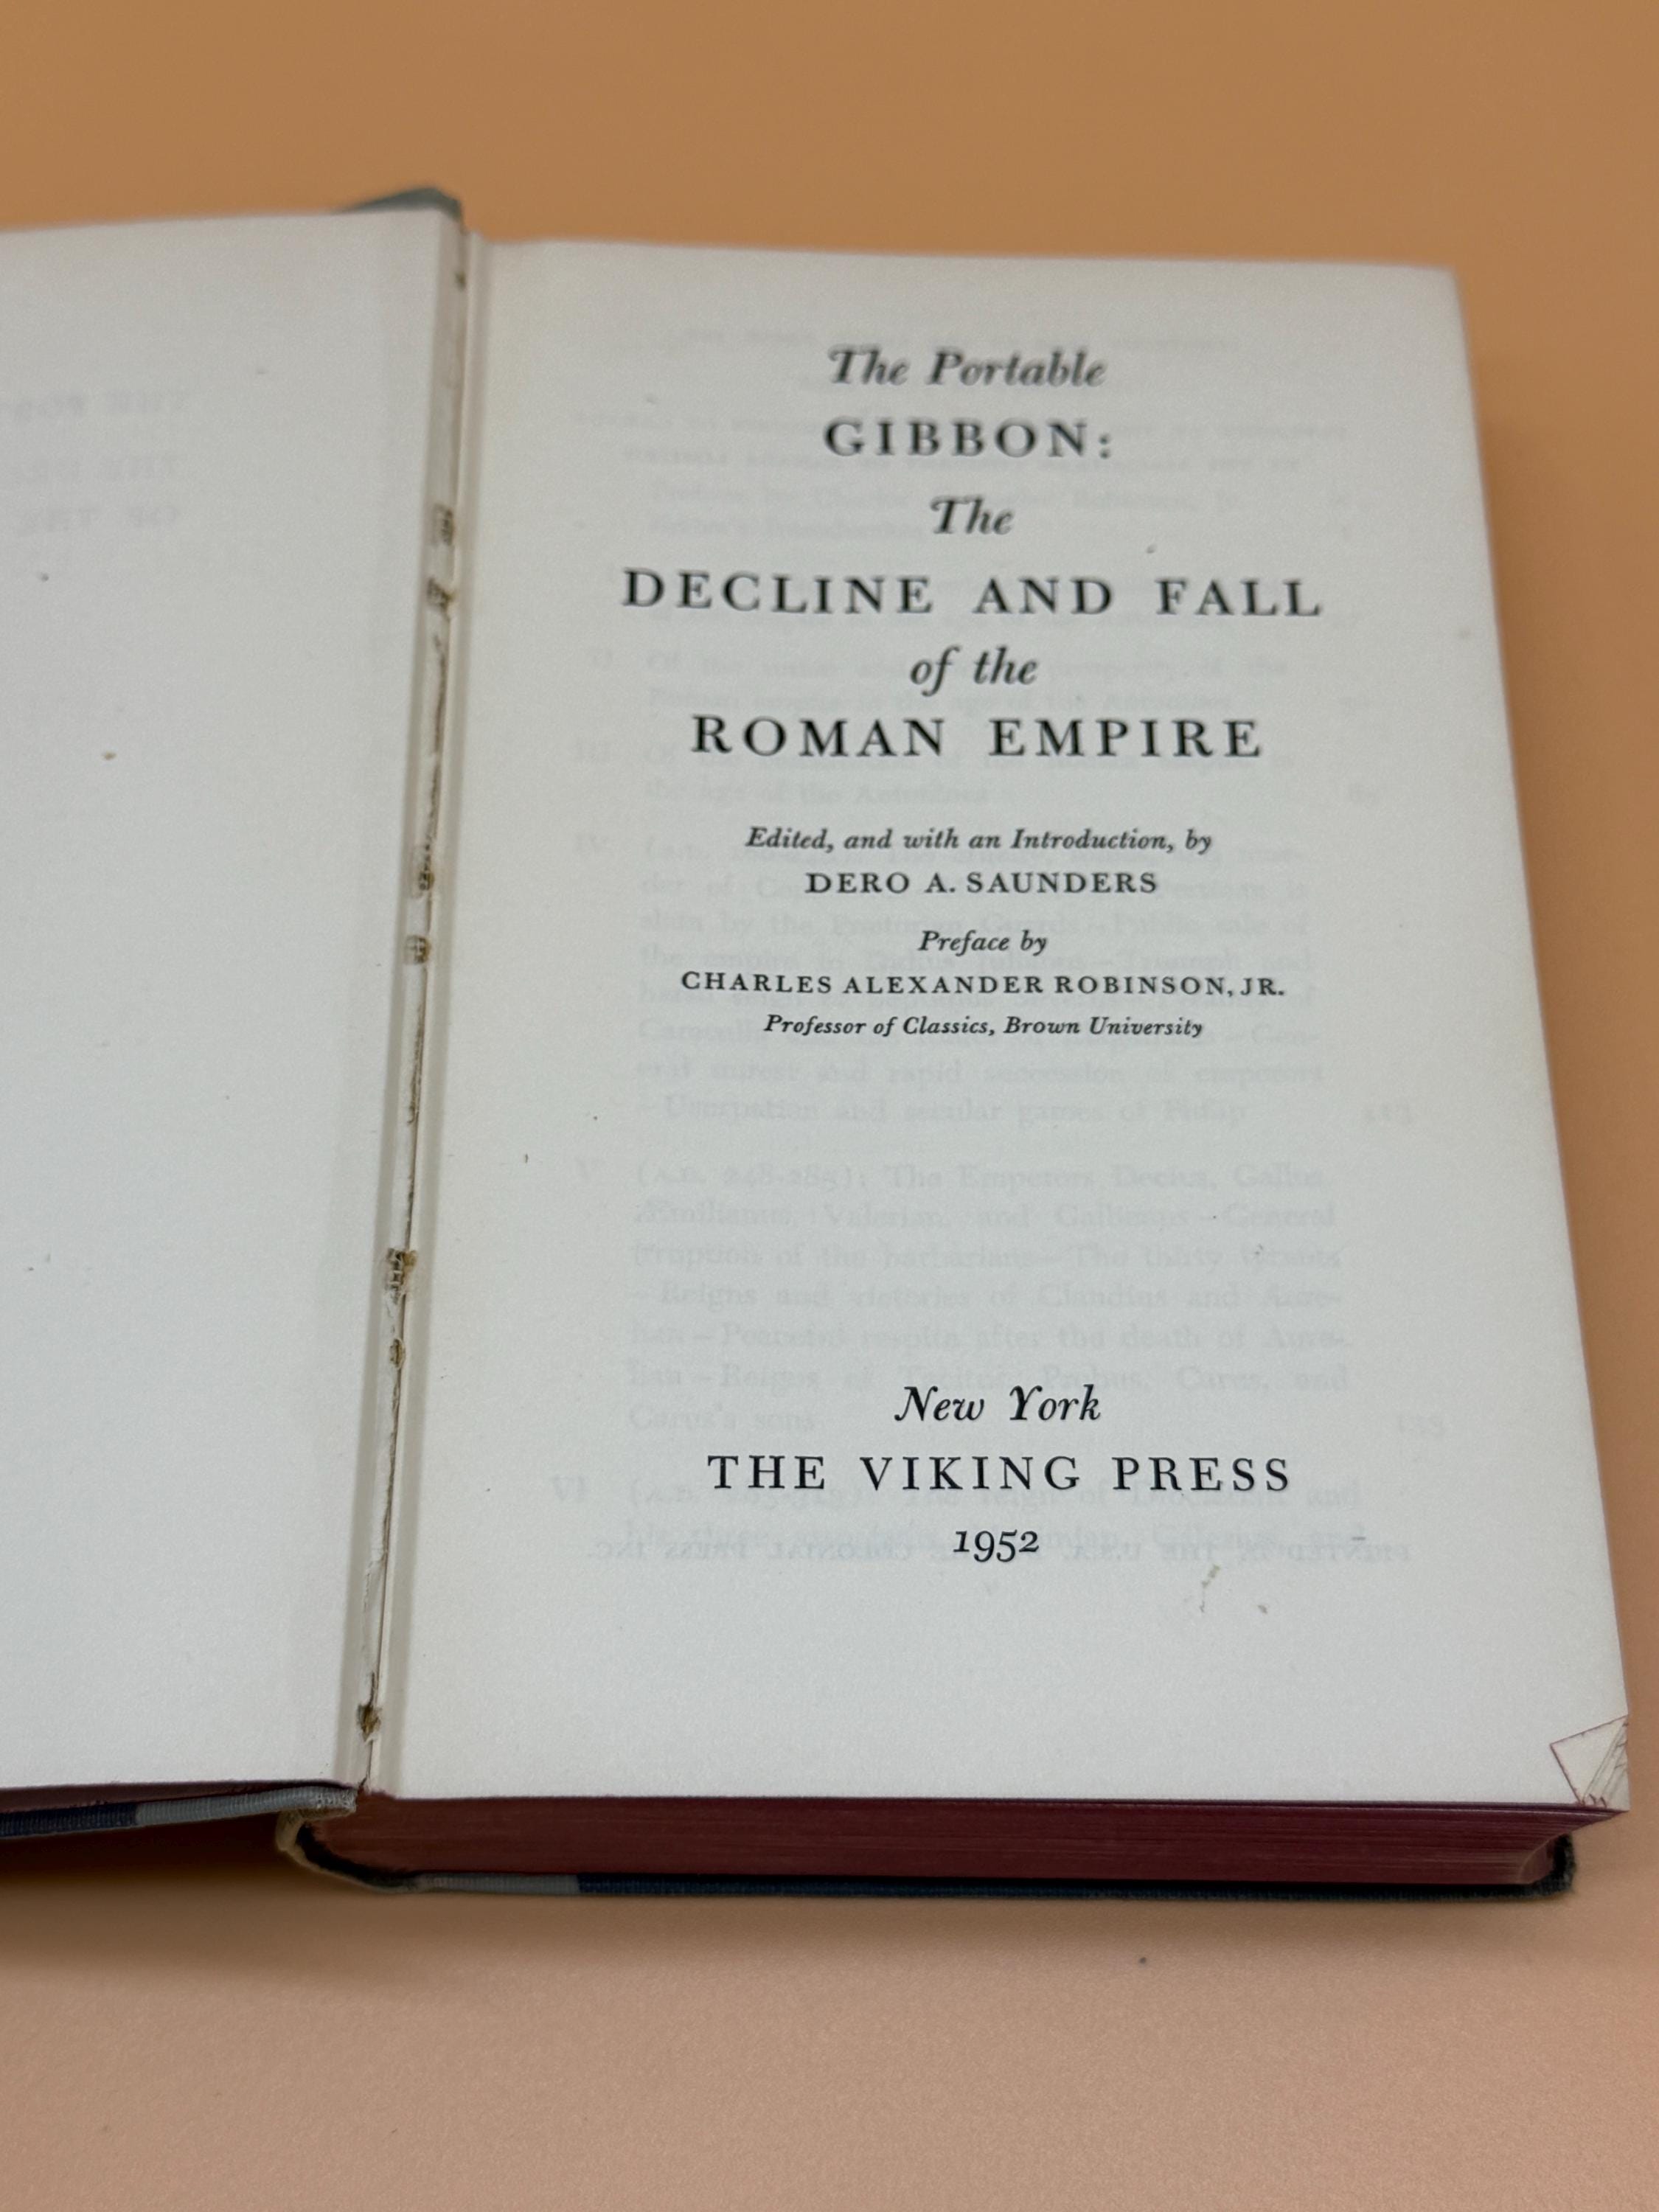 The Portable
GIBBON:
The
DECLINE AND FALL
of the
ROMAN EMPIRE
Edited, and with an Introduction, by
DERO A. SAUNDERS
Preface by
CHARLES ALEXANDER ROBINSON, JR.
Professor of Classics, Brown University
New York
THE VIKING PRESS
1952